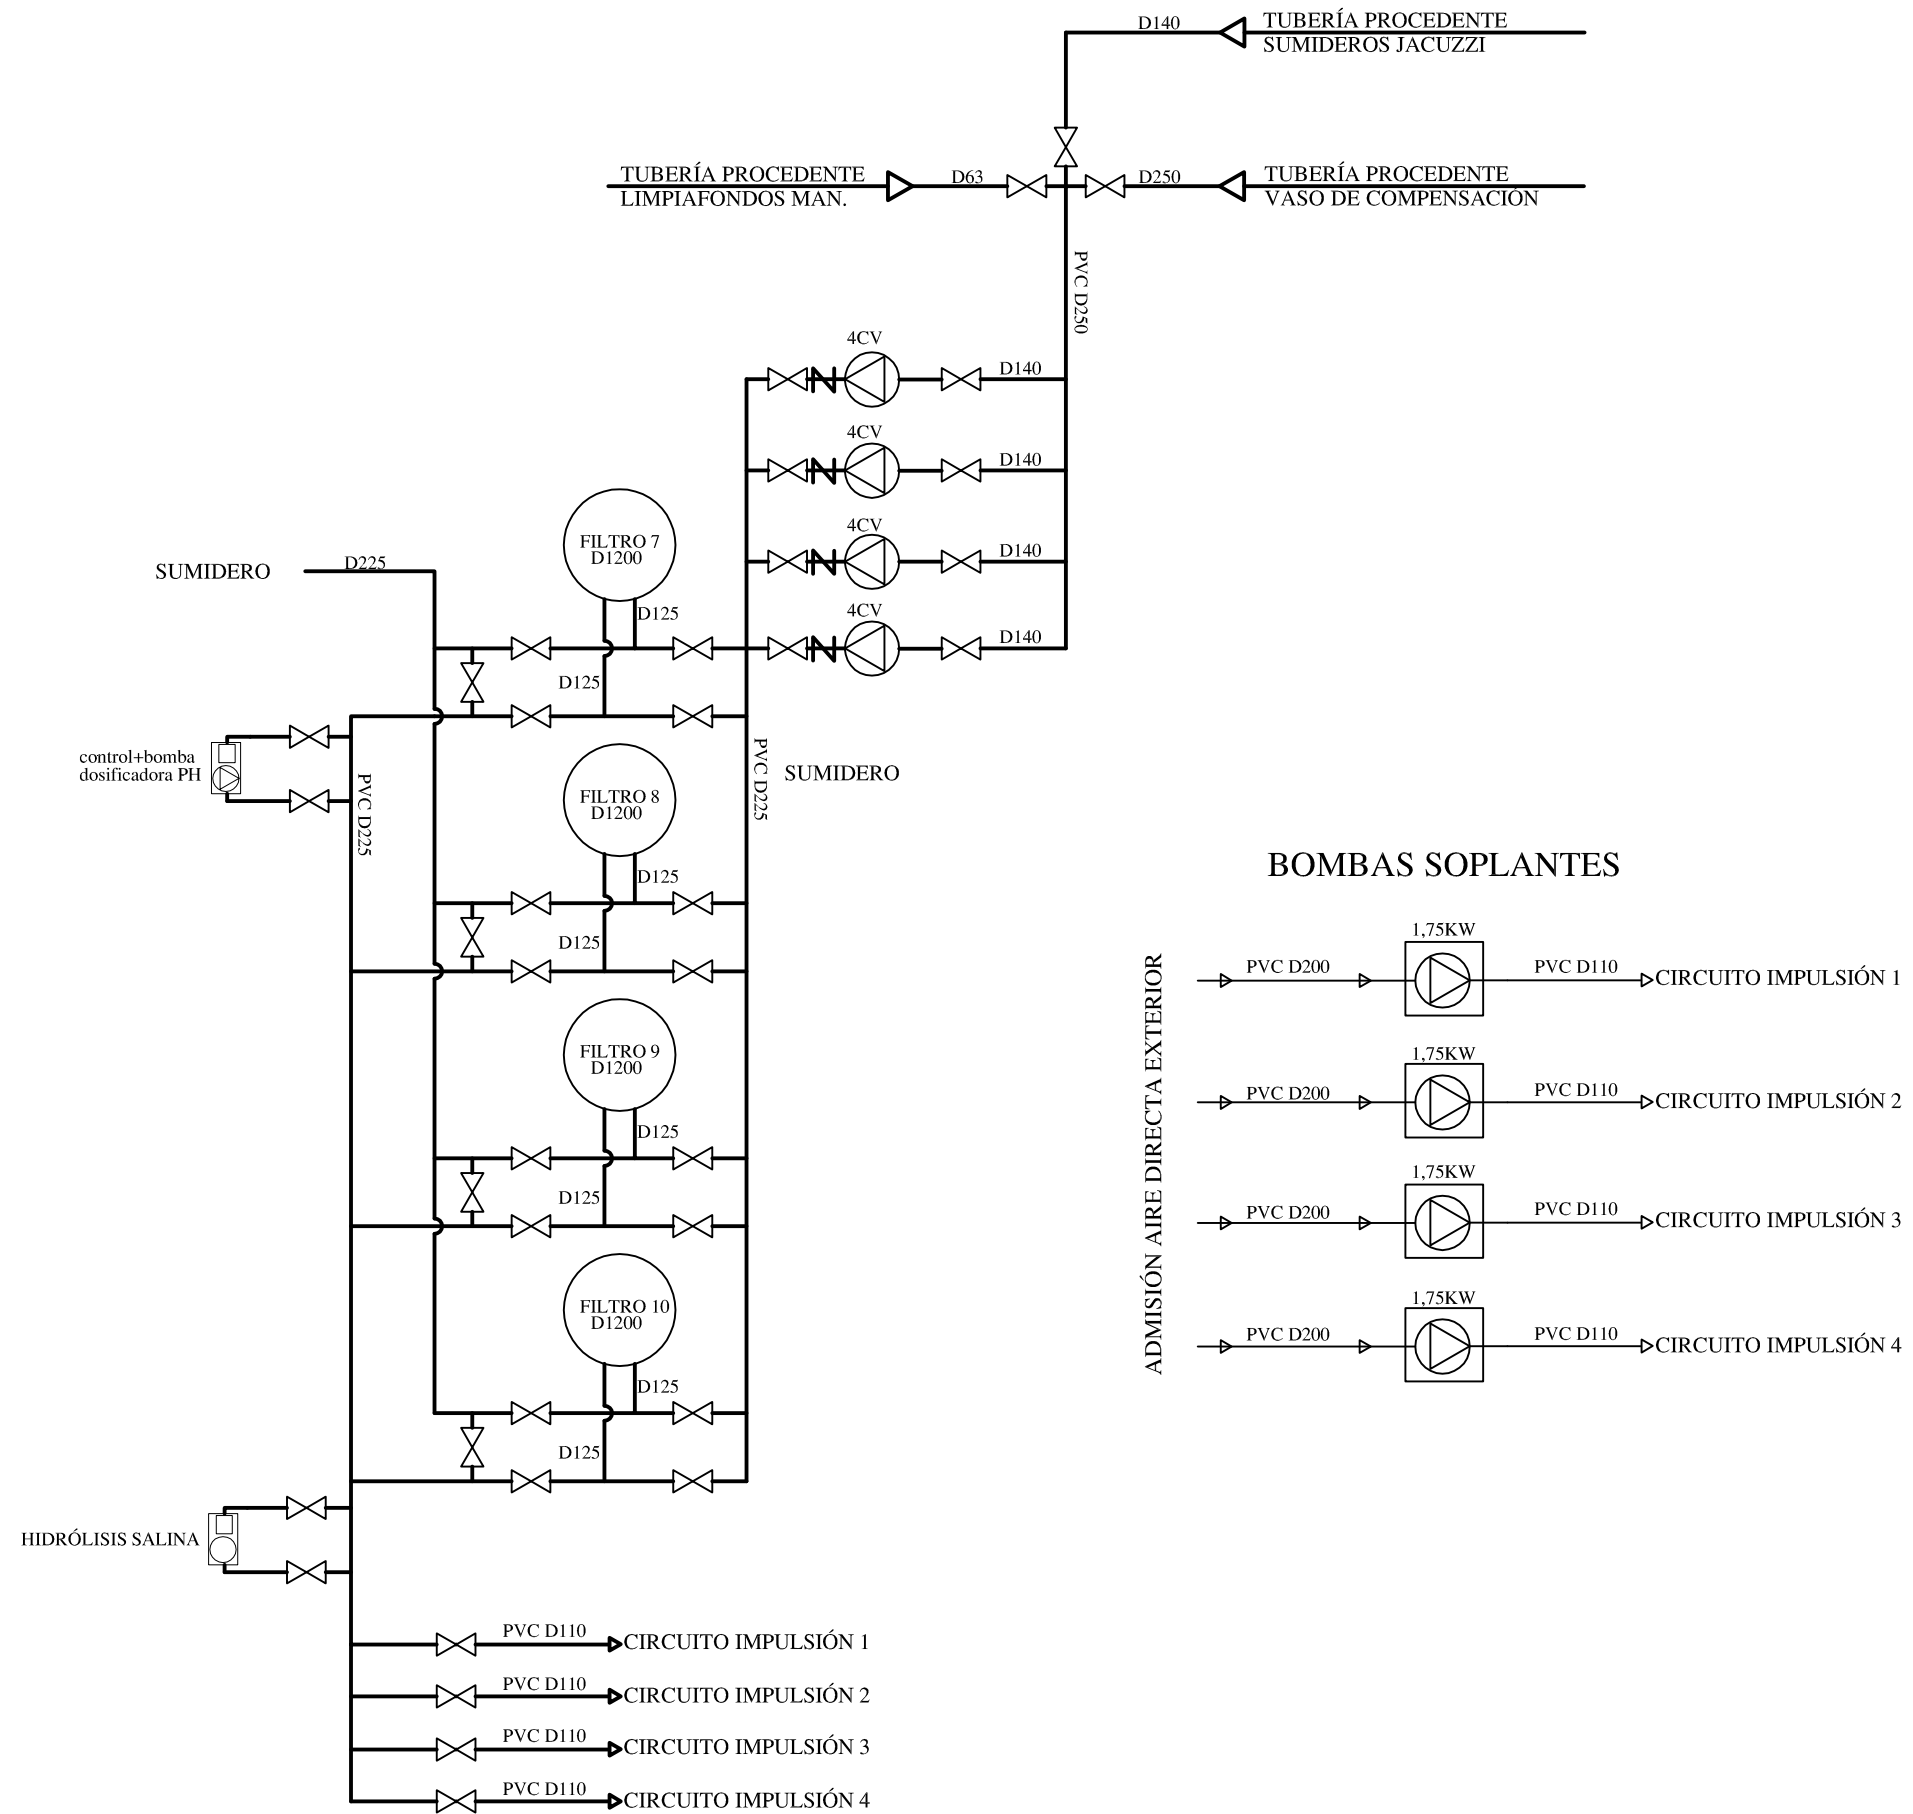 D140
TUBERÍA PROCEDENTE
SUMIDEROS JACUZZI
TUBERÍA PROCEDENTE
LIMPIAFONDOS MAN.
D63
D250
TUBERÍA PROCEDENTE
VASO DE COMPENSACIÓN
PVC D250
4CV
D140
4CV
D140
4CV
D140
4CV
D140
SUMIDERO
D225
FILTRO 7
D1200
D125
D125
control+bomba
dosificadora PH
PVC D225
PVC D225
SUMIDERO
FILTRO 8
D1200
D125
D125
FILTRO 9
D1200
D125
D125
FILTRO 10
D1200
D125
D125
HIDRÓLISIS SALINA
PVC D110
CIRCUITO IMPULSIÓN 1
PVC D110
CIRCUITO IMPULSIÓN 2
PVC D110
CIRCUITO IMPULSIÓN 3
PVC D110
CIRCUITO IMPULSIÓN 4
BOMBAS SOPLANTES
ADMISIÓN AIRE DIRECTA EXTERIOR
1,75KW
PVC D200
PVC D110
CIRCUITO IMPULSIÓN 1
1,75KW
PVC D200
PVC D110
CIRCUITO IMPULSIÓN 2
1,75KW
PVC D200
PVC D110
CIRCUITO IMPULSIÓN 3
1,75KW
PVC D200
PVC D110
CIRCUITO IMPULSIÓN 4